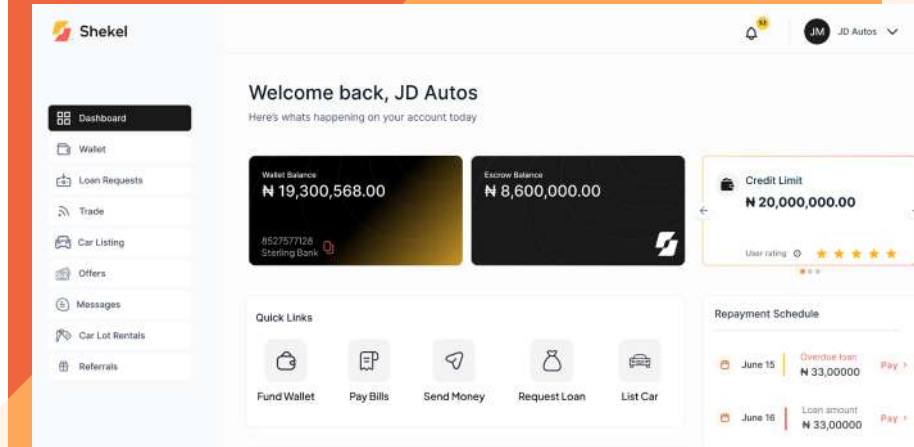 Shekel
53
JM
JD Autos
Welcome back, JD Autos
Here's whats happening on your account today
Dashboard
Wallet
Loan Requests
Trade
Car Listing
Offers
Messages
Car Lot Rentals
Referrals
Wallet Balance
₦ 19,300,568.00
8527577128
Sterling Bank
Escrow Balance
₦ 8,600,000.00
Credit Limit
₦ 20,000,000.00
User rating
Quick Links
Fund Wallet
Pay Bills
Send Money
Request Loan
List Car
Repayment Schedule
June 15
Overdue loan
₦ 33,00000
Pay
June 16
Loan amount
₦ 33,00000
Pay